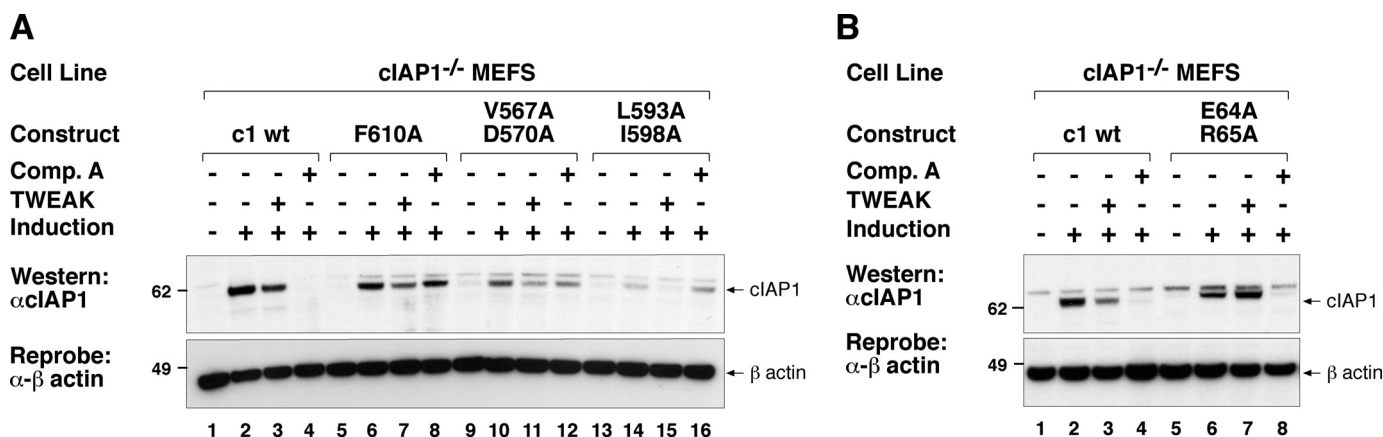 A
Cell Line cIAP1-/- MEFS
Construct c1 wt F610A V567A D570A L593A I598A
Comp. A - - - + - - - + - - - + - - - +
TWEAK - - + - - - + - - - + - - - + -
Induction - + + + - + + + - + + + - + + +
Western:
αcIAP1
62
cIAP1
Reprobe:
α-β actin
49
β actin
1 2 3 4 5 6 7 8 9 10 11 12 13 14 15 16
B
Cell Line cIAP1-/- MEFS
Construct c1 wt E64A R65A
Comp. A - - - + - - - +
TWEAK - - + - - - + -
Induction - + + + - + + +
Western:
αcIAP1
62
cIAP1
Reprobe:
α-β actin
49
β actin
1 2 3 4 5 6 7 8